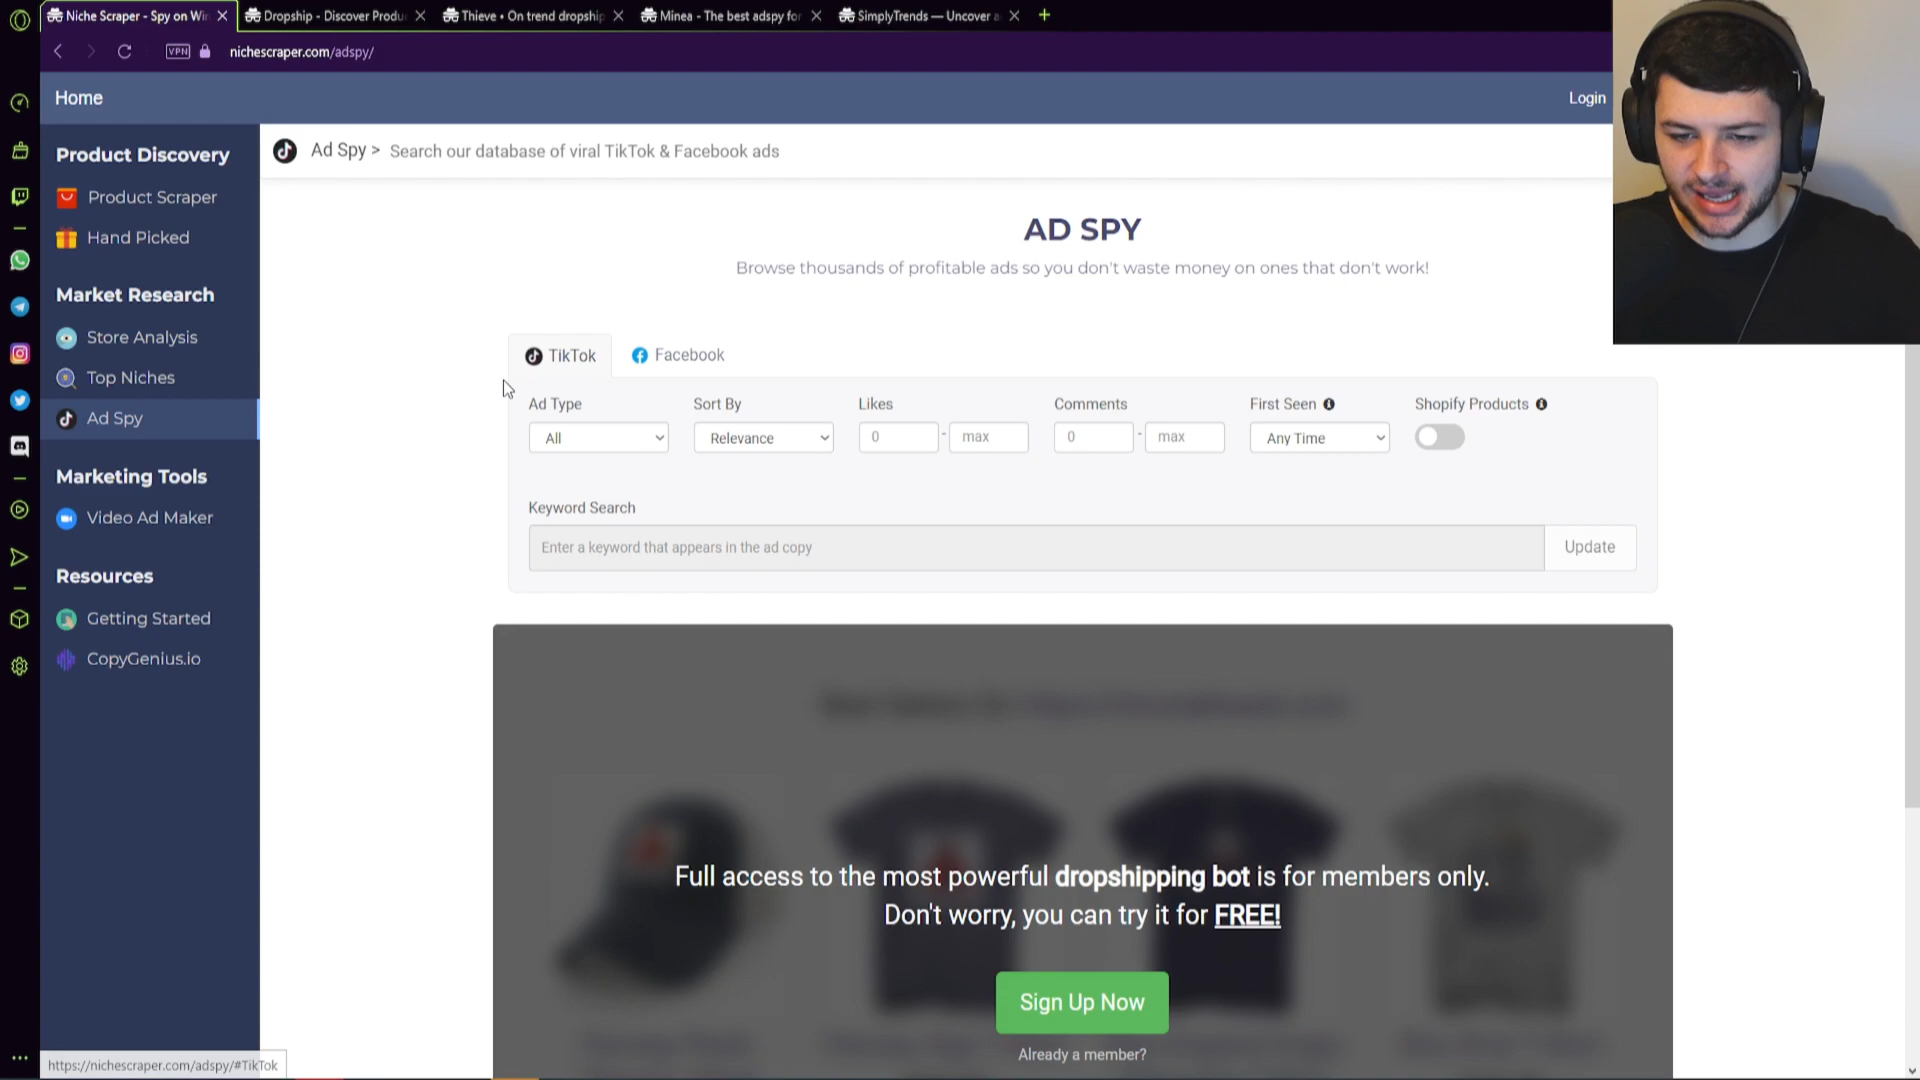 Niche Scraper - Spy on Wi
Dropship - Discover Produ
Thieve • On trend dropship
Minea - The best adspy for
SimplyTrends — Uncover a
VPN
nichescraper.com/adspy/
Home
Login
Product Discovery
Product Scraper
Hand Picked
Market Research
Store Analysis
Top Niches
Ad Spy
Marketing Tools
Video Ad Maker
Resources
Getting Started
CopyGenius.io
Ad Spy > Search our database of viral TikTok & Facebook ads
AD SPY
Browse thousands of profitable ads so you don't waste money on ones that don't work!
TikTok
Facebook
Ad Type
Sort By
Likes
Comments
First Seen
Shopify Products
All
Relevance
0 - max
0 - max
Any Time
Keyword Search
Enter a keyword that appears in the ad copy
Update
Full access to the most powerful dropshipping bot is for members only.
Don't worry, you can try it for FREE!
Sign Up Now
Already a member?
https://nichescraper.com/adspy/#TikTok